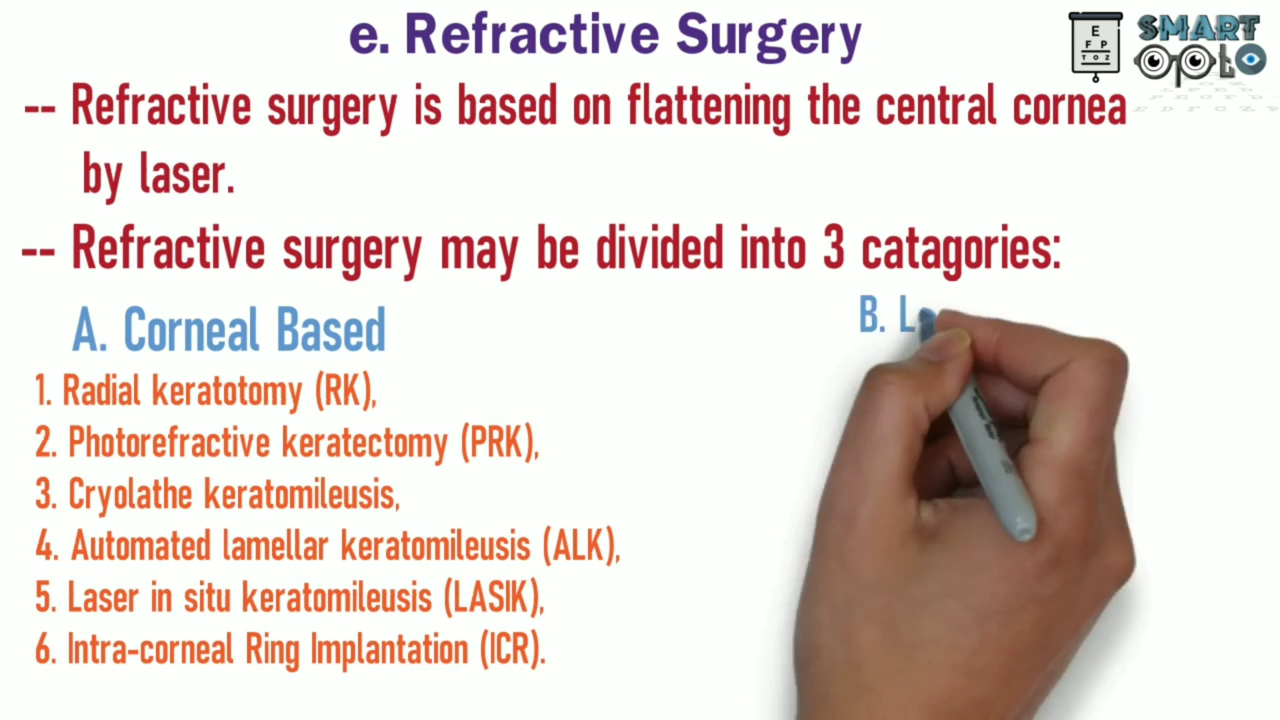 e. Refractive Surgery
E
F P
T O Z
SMART
-- Refractive surgery is based on flattening the central cornea
by laser.
-- Refractive surgery may be divided into 3 catagories:
A. Corneal Based
1. Radial keratotomy (RK),
2. Photorefractive keratectomy (PRK),
3. Cryolathe keratomileusis,
4. Automated lamellar keratomileusis (ALK),
5. Laser in situ keratomileusis (LASIK),
6. Intra-corneal Ring Implantation (ICR).
B. L